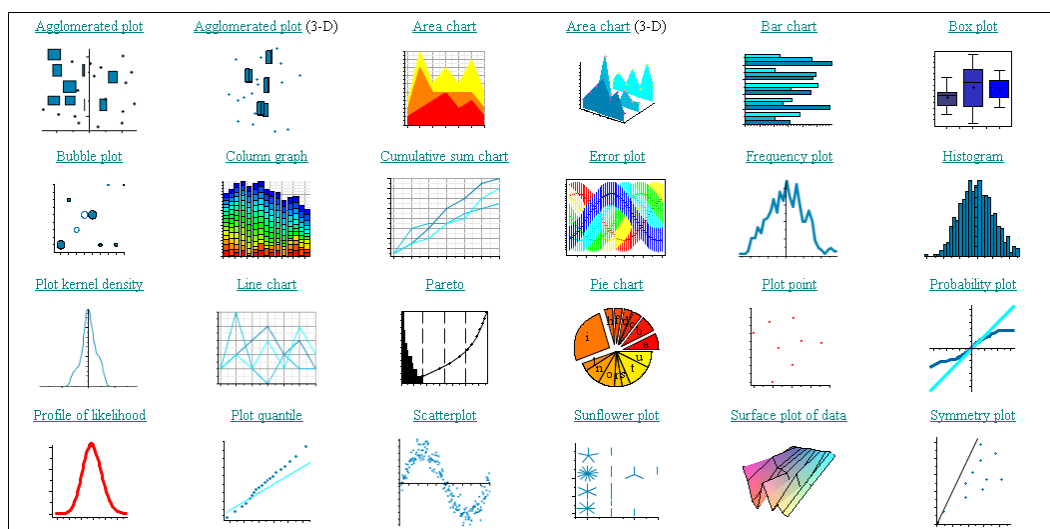 Agglomerated plot
Agglomerated plot (3-D)
Area chart
Area chart (3-D)
Bar chart
Box plot
Bubble plot
Column graph
Cumulative sum chart
Error plot
Frequency plot
Histogram
Plot kernel density
Line chart
Pareto
Pie chart
Plot point
Probability plot
Profile of likelihood
Plot quantile
Scatterplot
Sunflower plot
Surface plot of data
Symmetry plot